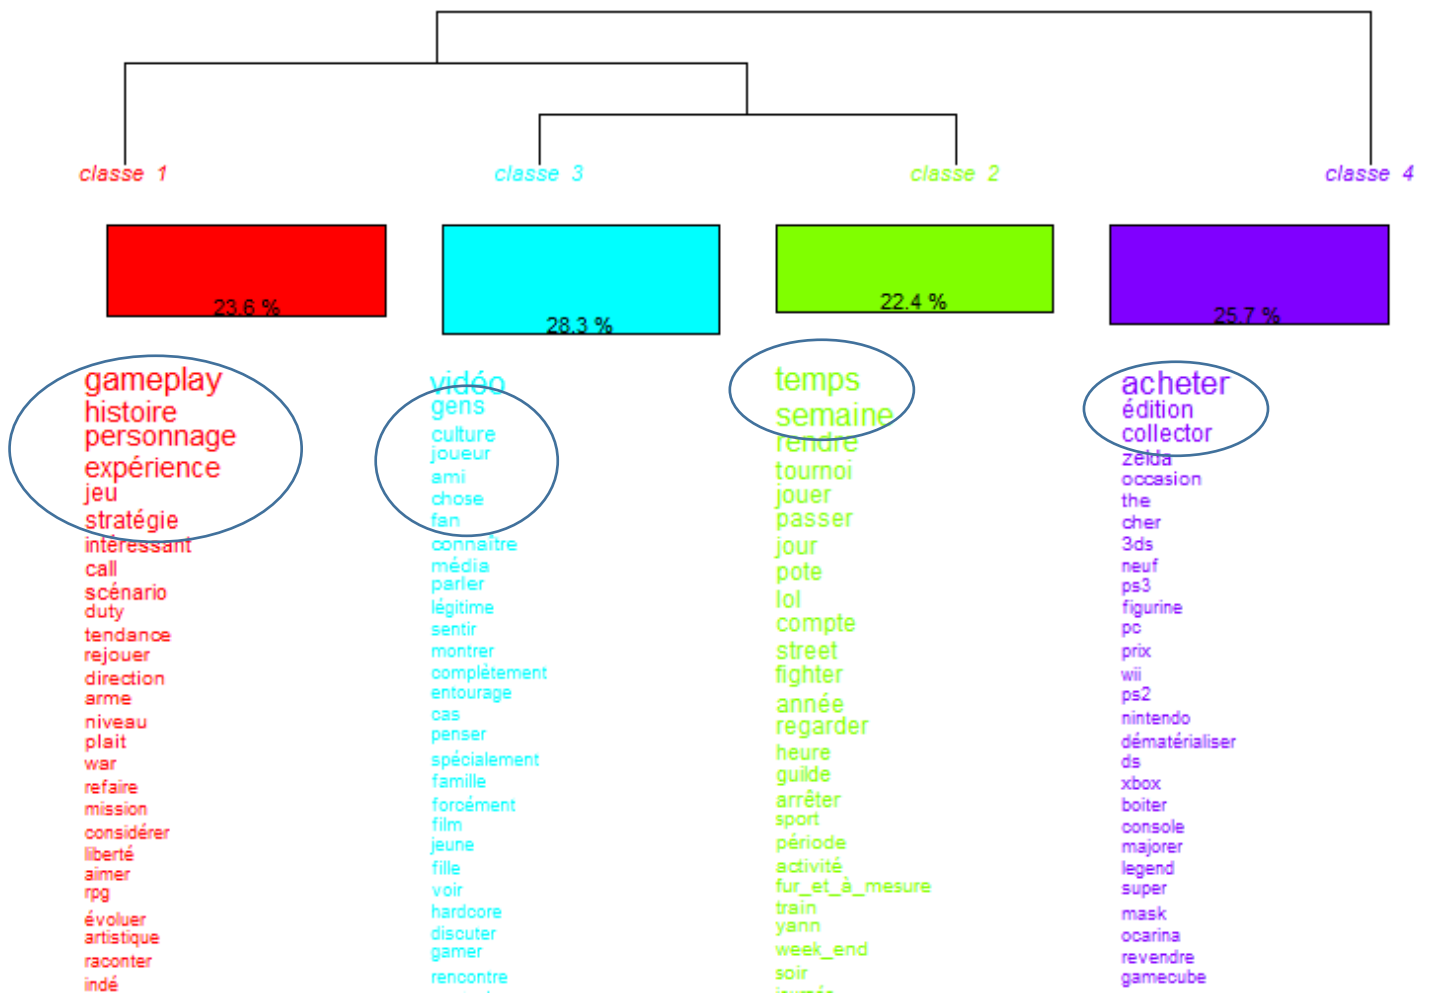 classe 1
classe 3
classe 2
classe 4
23.6 %
28.3 %
22.4 %
25.7 %
gameplay
histoire
personnage
expérience
jeu
stratégie
intéressant
call
scénario
duty
tendance
rejouer
direction
arme
niveau
plait
war
refaire
mission
considérer
liberté
aimer
rpg
évoluer
artistique
raconter
indé
vidéo
gens
culture
joueur
ami
chose
fan
connaître
média
parler
légitime
sentir
montrer
complètement
entourage
cas
penser
spécialement
famille
forcément
film
jeune
fille
voir
hardcore
discuter
gamer
rencontre
temps
semaine
rendre
tournoi
jouer
passer
jour
pote
lol
compte
street
fighter
année
regarder
heure
guilde
arrêter
sport
période
activité
fur_et_à_mesure
train
yann
week_end
soir
acheter
édition
collector
zelda
occasion
the
cher
3ds
neuf
ps3
figurine
pc
prix
wii
ps2
nintendo
dématérialiser
ds
xbox
boiter
console
majorer
legend
super
mask
ocarina
revendre
gamecube